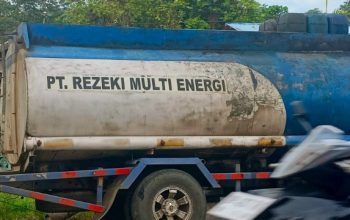 PT. REZEKI MULTI ENERGI